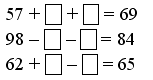 57 + □ + □ = 69
98 − □ − □ = 84
62 + □ − □ = 65